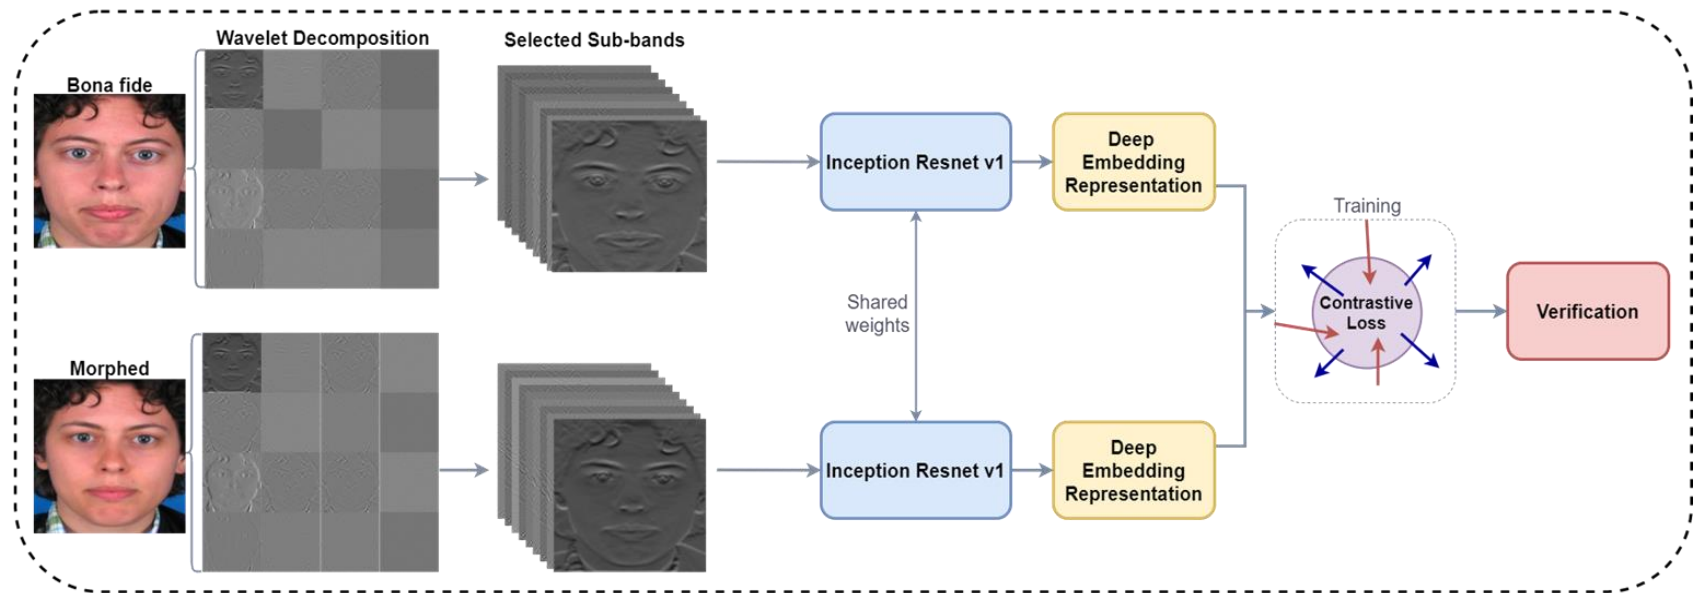 Wavelet Decomposition
Selected Sub-bands
Bona fide
Inception Resnet v1
Deep
Embedding
Representation
Training
Shared
weights
Contrastive
Loss
Verification
Morphed
Inception Resnet v1
Deep
Embedding
Representation